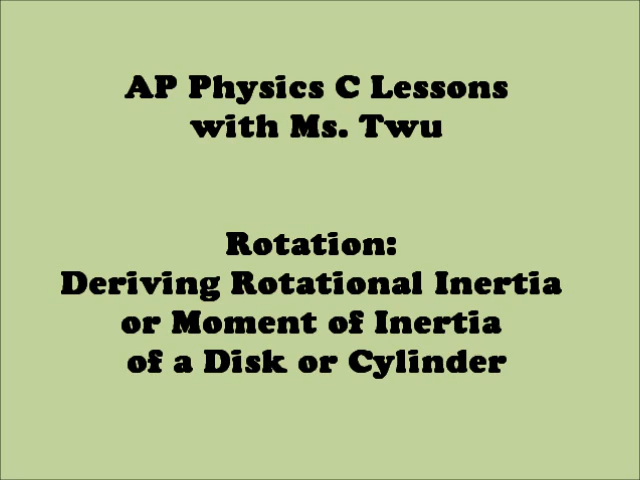 AP Physics C Lessons
with Ms. Twu
Rotation:
Deriving Rotational Inertia
or Moment of Inertia
of a Disk or Cylinder